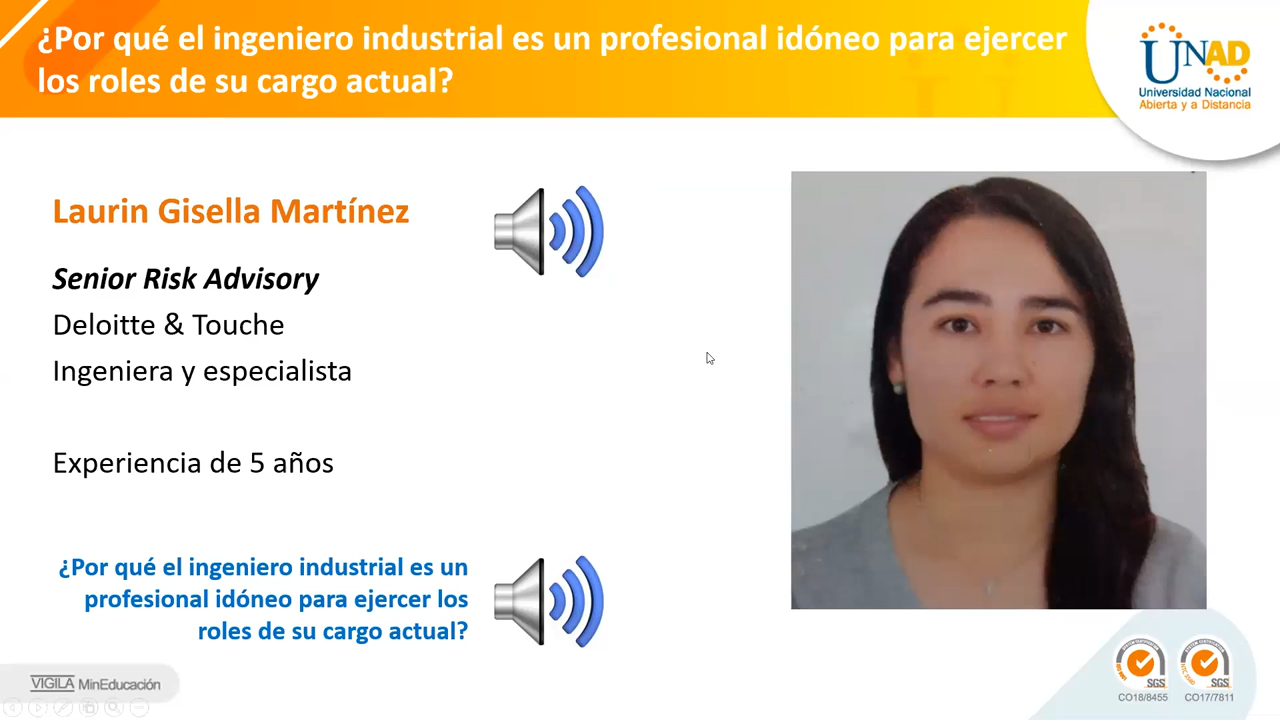 ¿Por qué el ingeniero industrial es un profesional idóneo para ejercer
los roles de su cargo actual?
UNAD
Universidad Nacional
Abierta y a Distancia
Laurin Gisella Martínez
Senior Risk Advisory
Deloitte & Touche
Ingeniera y especialista
Experiencia de 5 años
¿Por qué el ingeniero industrial es un
profesional idóneo para ejercer los
roles de su cargo actual?
VIGILA MinEducación
SGS
SGS
CO18/8455
CO17/7811